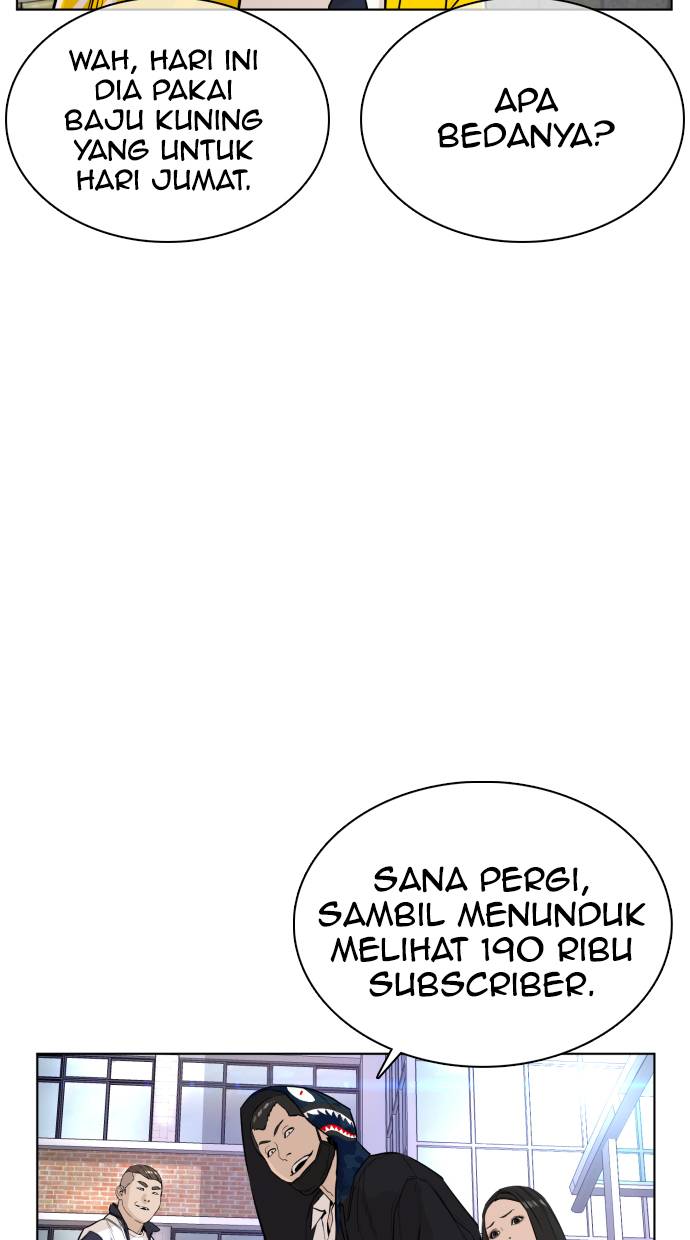 WAH, HARI INI
DIA PAKAI
BAJU KUNING
YANG UNTUK
HARI JUMAT.
APA
BEDANYA?
SANA PERGI,
SAMBIL MENUNDUK
MELIHAT 190 RIBU
SUBSCRIBER.